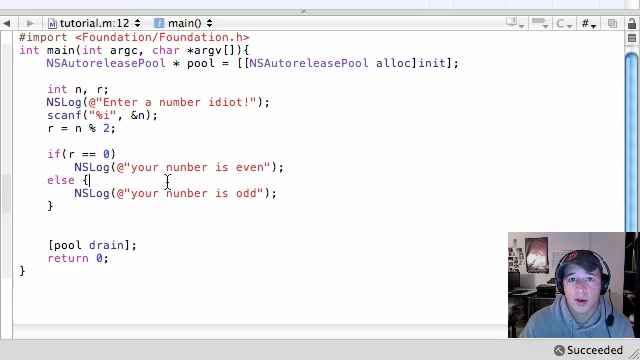 tutorial.m:12 main() #
#import <Foundation/Foundation.h>
int main(int argc, char *argv[]){
NSAutoreleasePool * pool = [[NSAutoreleasePool alloc]init];
int n, r;
NSLog(@"Enter a number idiot!");
scanf("%i", &n);
r = n % 2;
if(r == 0)
NSLog(@"your nunber is even");
else {
NSLog(@"your nunber is odd");
}
[pool drain];
return 0;
}
Succeeded